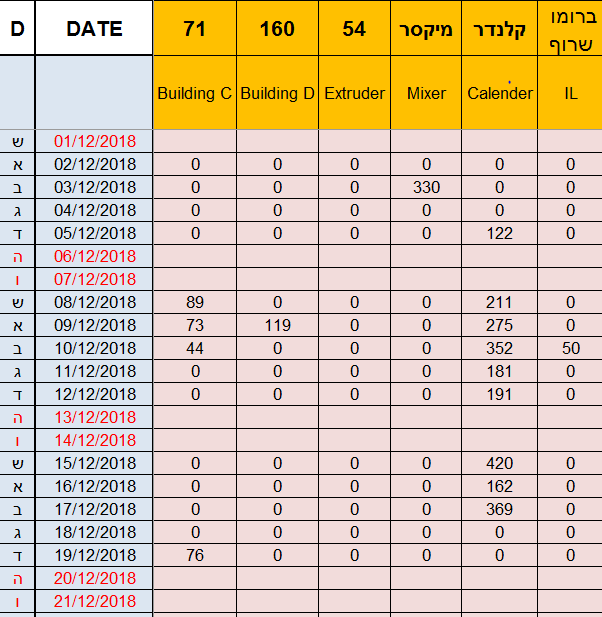 D DATE 71 160 54 מיקסר קלנדר ברומו שרוף
Building C Building D Extruder Mixer Calender IL
ש 01/12/2018
א 02/12/2018 0 0 0 0 0 0
ב 03/12/2018 0 0 0 330 0 0
ג 04/12/2018 0 0 0 0 0 0
ד 05/12/2018 0 0 0 0 122 0
ה 06/12/2018
ו 07/12/2018
ש 08/12/2018 89 0 0 0 211 0
א 09/12/2018 73 119 0 0 275 0
ב 10/12/2018 44 0 0 0 352 50
ג 11/12/2018 0 0 0 0 181 0
ד 12/12/2018 0 0 0 0 191 0
ה 13/12/2018
ו 14/12/2018
ש 15/12/2018 0 0 0 0 420 0
א 16/12/2018 0 0 0 0 162 0
ב 17/12/2018 0 0 0 0 369 0
ג 18/12/2018 0 0 0 0 0 0
ד 19/12/2018 76 0 0 0 0 0
ה 20/12/2018
ו 21/12/2018